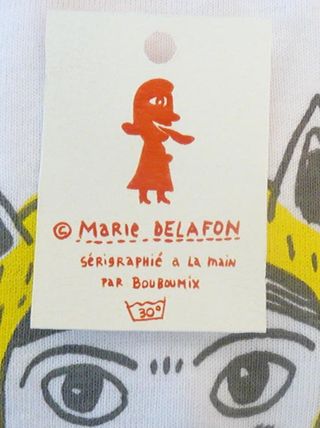 © MARIE DELAFON
SÉRIGRAPHIÉ A LA MAIN
PAR BOUBOUMIX
30°